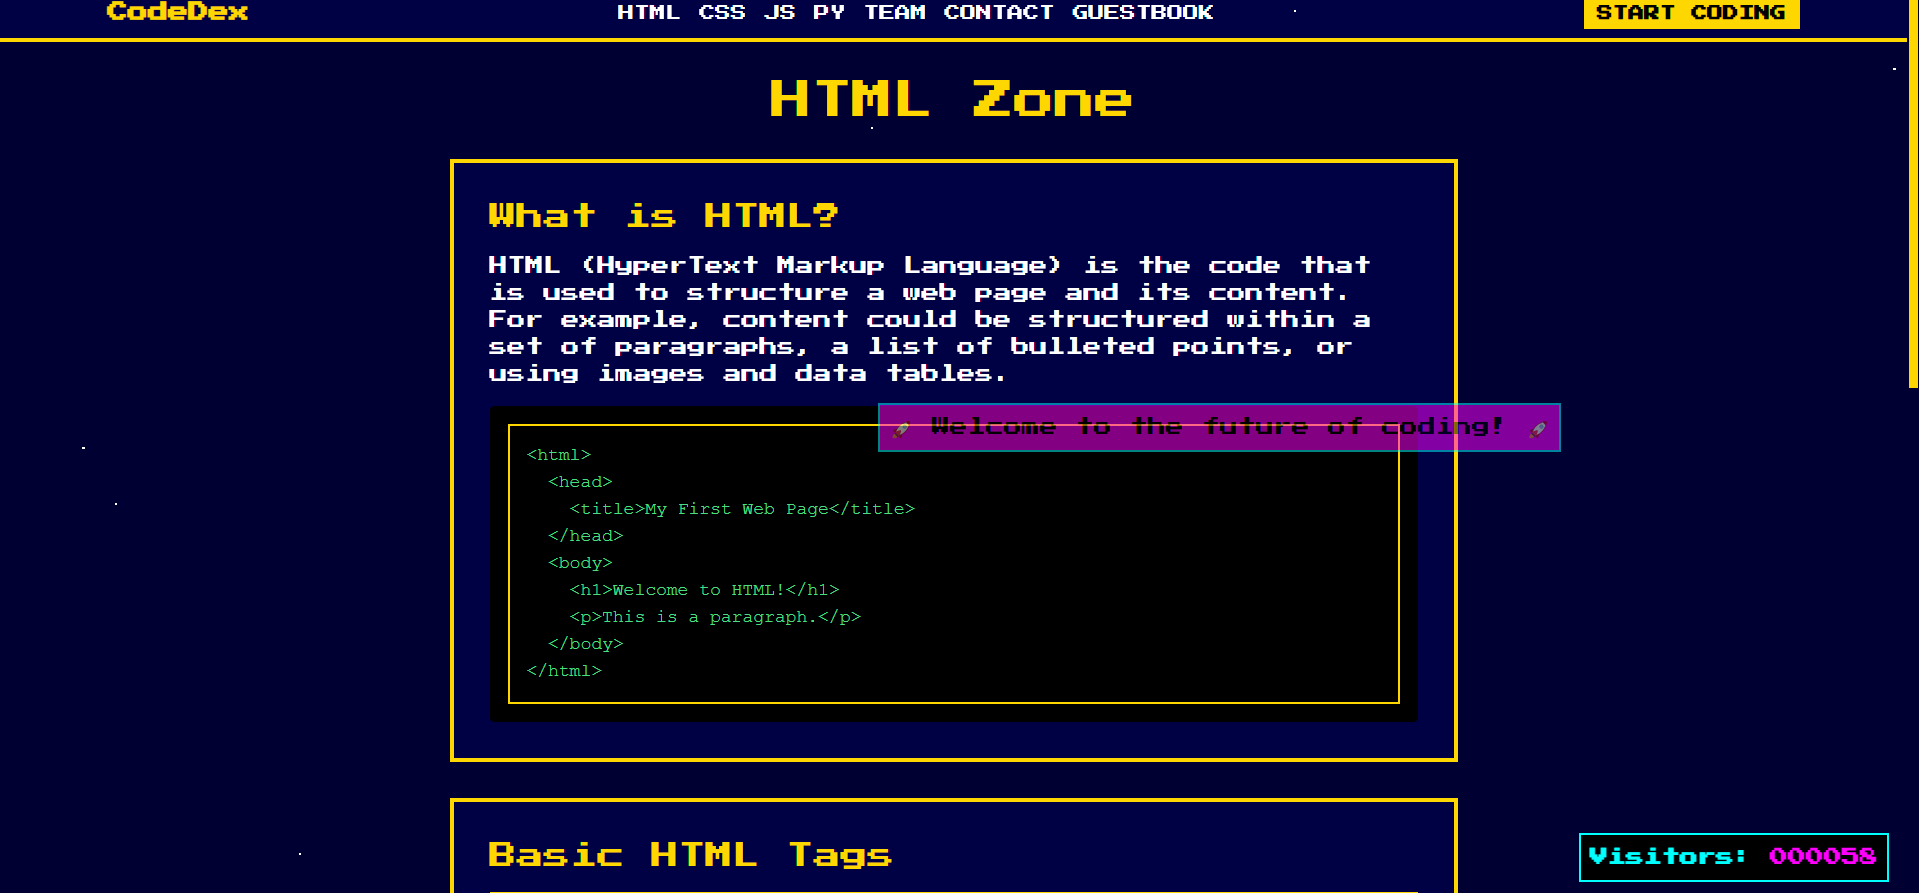 CodeDex
HTML CSS JS PY TEAM CONTACT GUESTBOOK
START CODING
HTML Zone
What is HTML?
HTML (HyperText Markup Language) is the code that
is used to structure a web page and its content.
For example, content could be structured within a
set of paragraphs, a list of bulleted points, or
using images and data tables.
🚀 Welcome to the future of coding! 🚀
<html>
  <head>
    <title>My First Web Page</title>
  </head>
  <body>
    <h1>Welcome to HTML!</h1>
    <p>This is a paragraph.</p>
  </body>
</html>
Basic HTML Tags
Visitors: 000058